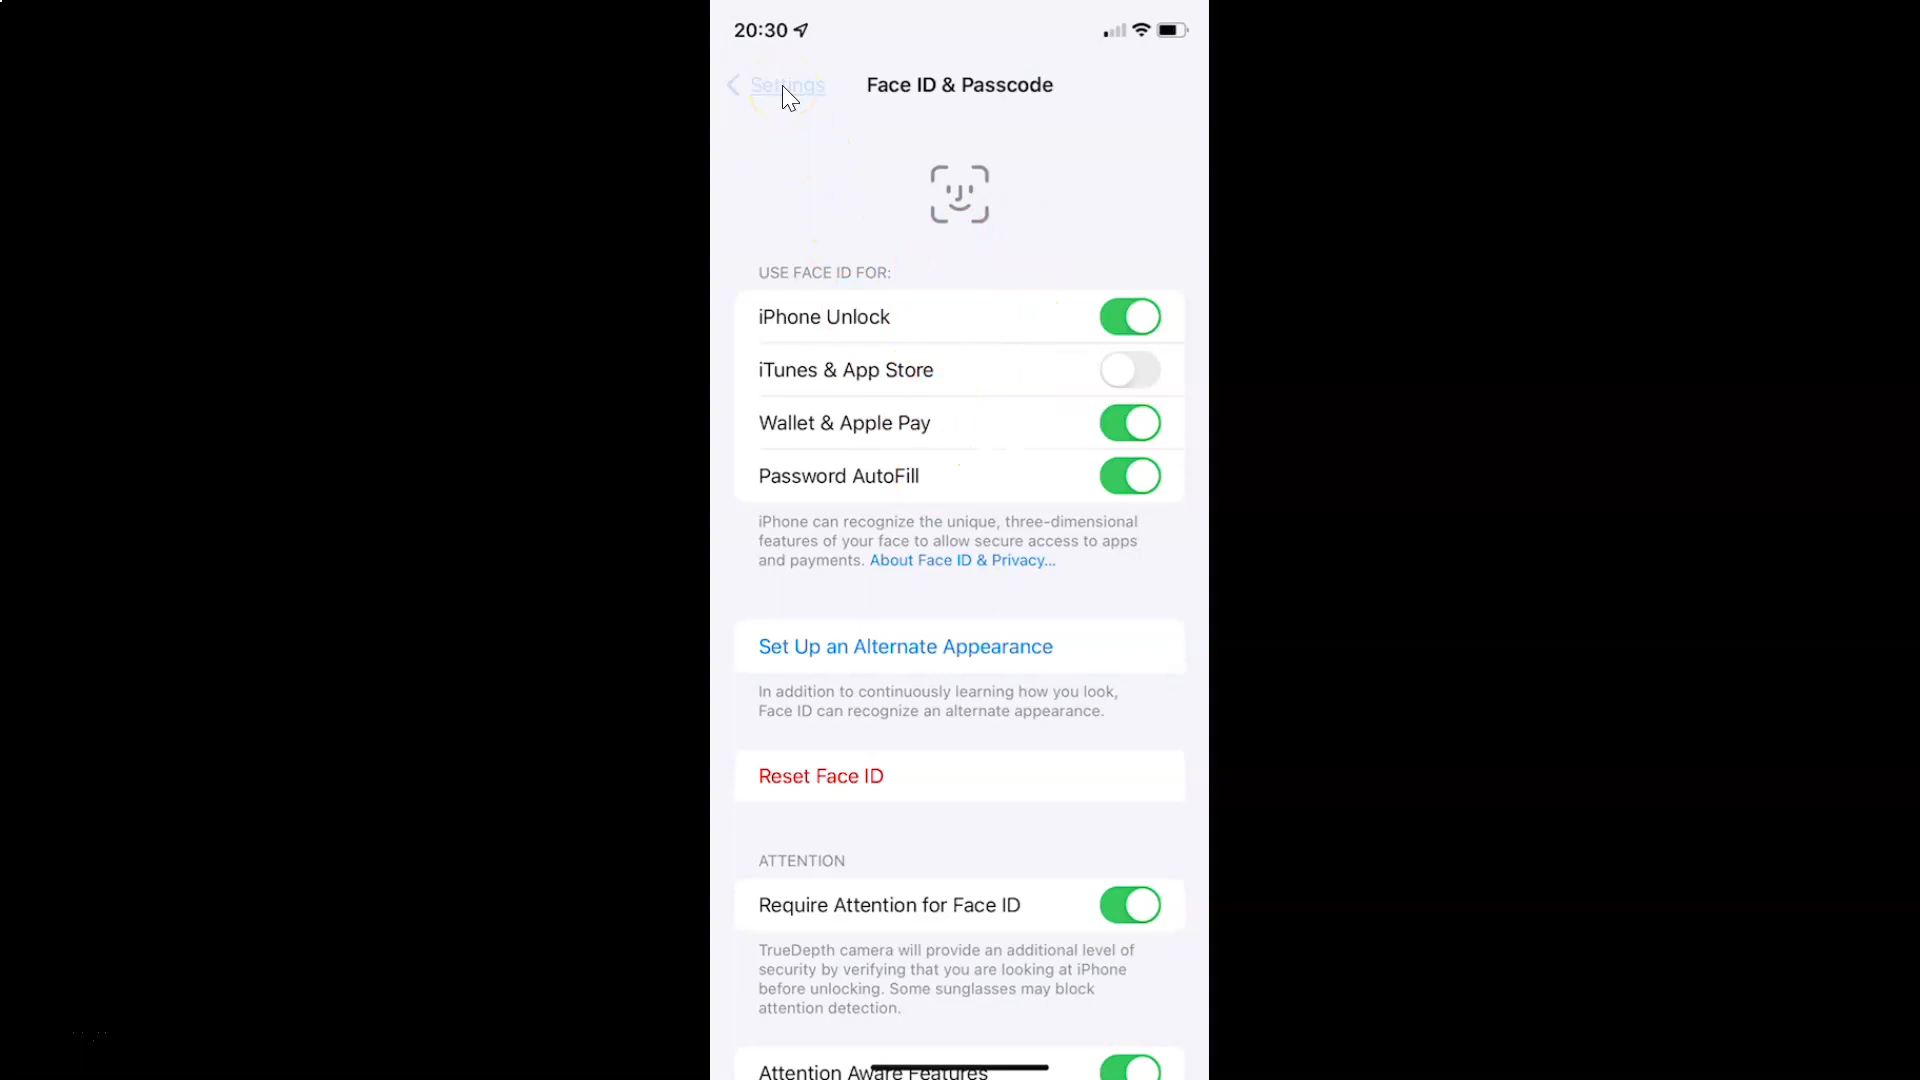 20:30
Settings
Face ID & Passcode
USE FACE ID FOR:
iPhone Unlock
iTunes & App Store
Wallet & Apple Pay
Password AutoFill
iPhone can recognize the unique, three-dimensional
features of your face to allow secure access to apps
and payments. About Face ID & Privacy...
Set Up an Alternate Appearance
In addition to continuously learning how you look,
Face ID can recognize an alternate appearance.
Reset Face ID
ATTENTION
Require Attention for Face ID
TrueDepth camera will provide an additional level of
security by verifying that you are looking at iPhone
before unlocking. Some sunglasses may block
attention detection.
Attention Aware Features